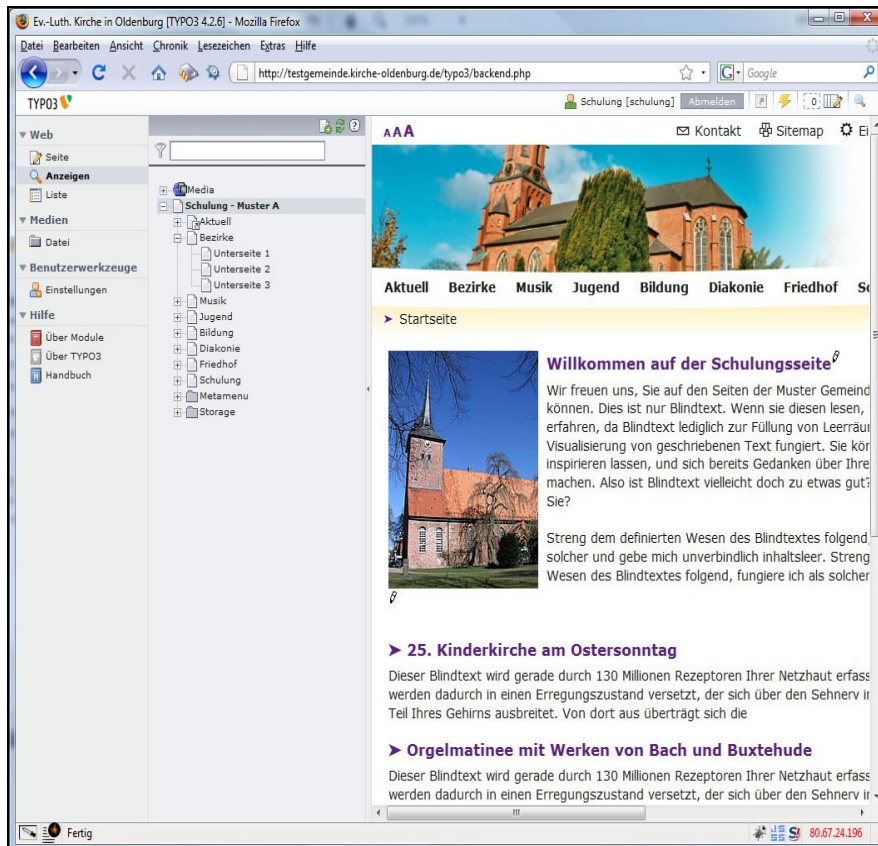 Ev.-Luth. Kirche in Oldenburg [TYPO3 4.2.6] - Mozilla Firefox
Datei Bearbeiten Ansicht Chronik Lesezeichen Extras Hilfe
http://testgemeinde.kirche-oldenburg.de/typo3/backend.php
Google
TYPO3
Schulung [schulung] Abmelden 0
Web
Seite
Anzeigen
Liste
Medien
Datei
Benutzerwerkzeuge
Einstellungen
Hilfe
Über Module
Über TYPO3
Handbuch
Media
Schulung - Muster A
Aktuell
Bezirke
Unterseite 1
Unterseite 2
Unterseite 3
Musik
Jugend
Bildung
Diakonie
Friedhof
Schulung
Metamenu
Storage
A A A Kontakt Sitemap Ei
Aktuell Bezirke Musik Jugend Bildung Diakonie Friedhof Sc
➤ Startseite
Willkommen auf der Schulungsseite
Wir freuen uns, Sie auf den Seiten der Muster Gemeind
können. Dies ist nur Blindtext. Wenn sie diesen lesen,
erfahren, da Blindtext lediglich zur Füllung von Leerräu
Visualisierung von geschriebenen Text fungiert. Sie kör
inspirieren lassen, und sich bereits Gedanken über Ihre
machen. Also ist Blindtext vielleicht doch zu etwas gut?
Sie?
Streng dem definierten Wesen des Blindtextes folgend,
solcher und gebe mich unverbindlich inhaltsleer. Streng
Wesen des Blindtextes folgend, fungiere ich als solcher
➤ 25. Kinderkirche am Ostersonntag
Dieser Blindtext wird gerade durch 130 Millionen Rezeptoren Ihrer Netzhaut erfass
werden dadurch in einen Erregungszustand versetzt, der sich über den Sehnerv in
Teil Ihres Gehirns ausbreitet. Von dort aus überträgt sich die
➤ Orgelmatinee mit Werken von Bach und Buxtehude
Dieser Blindtext wird gerade durch 130 Millionen Rezeptoren Ihrer Netzhaut erfass
werden dadurch in einen Erregungszustand versetzt, der sich über den Sehnerv in
Fertig
80.67.24.196